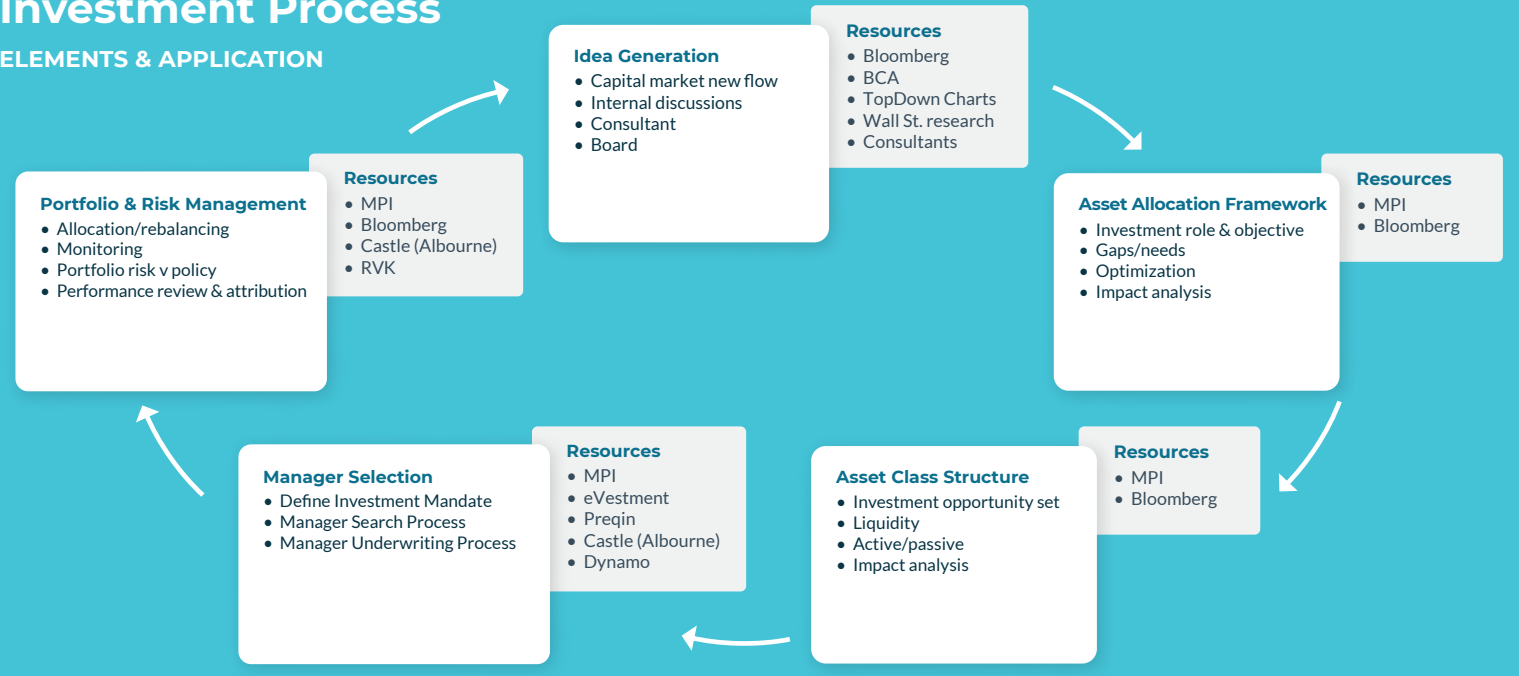 Investment Process
ELEMENTS & APPLICATION
Idea Generation
• Capital market new flow
• Internal discussions
• Consultant
• Board
Resources
• Bloomberg
• BCA
• TopDown Charts
• Wall St. research
• Consultants
Asset Allocation Framework
• Investment role & objective
• Gaps/needs
• Optimization
• Impact analysis
Resources
• MPI
• Bloomberg
Asset Class Structure
• Investment opportunity set
• Liquidity
• Active/passive
• Impact analysis
Resources
• MPI
• Bloomberg
Manager Selection
• Define Investment Mandate
• Manager Search Process
• Manager Underwriting Process
Resources
• MPI
• eVestment
• Preqin
• Castle (Albourne)
• Dynamo
Portfolio & Risk Management
• Allocation/rebalancing
• Monitoring
• Portfolio risk v policy
• Performance review & attribution
Resources
• MPI
• Bloomberg
• Castle (Albourne)
• RVK